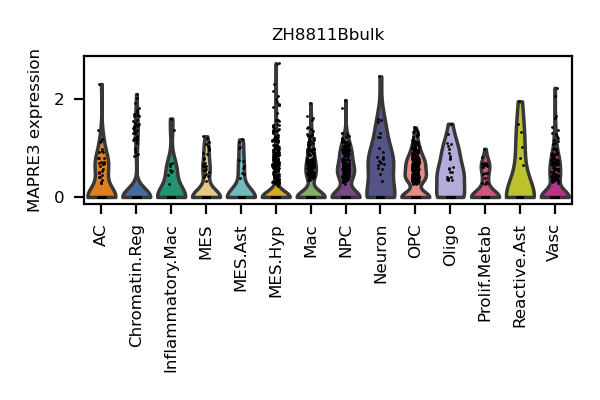 ZH8811Bbulk
MAPRE3 expression
2
0
AC
Chromatin.Reg
Inflammatory.Mac
MES
MES.Ast
MES.Hyp
Mac
NPC
Neuron
OPC
Oligo
Prolif.Metab
Reactive.Ast
Vasc